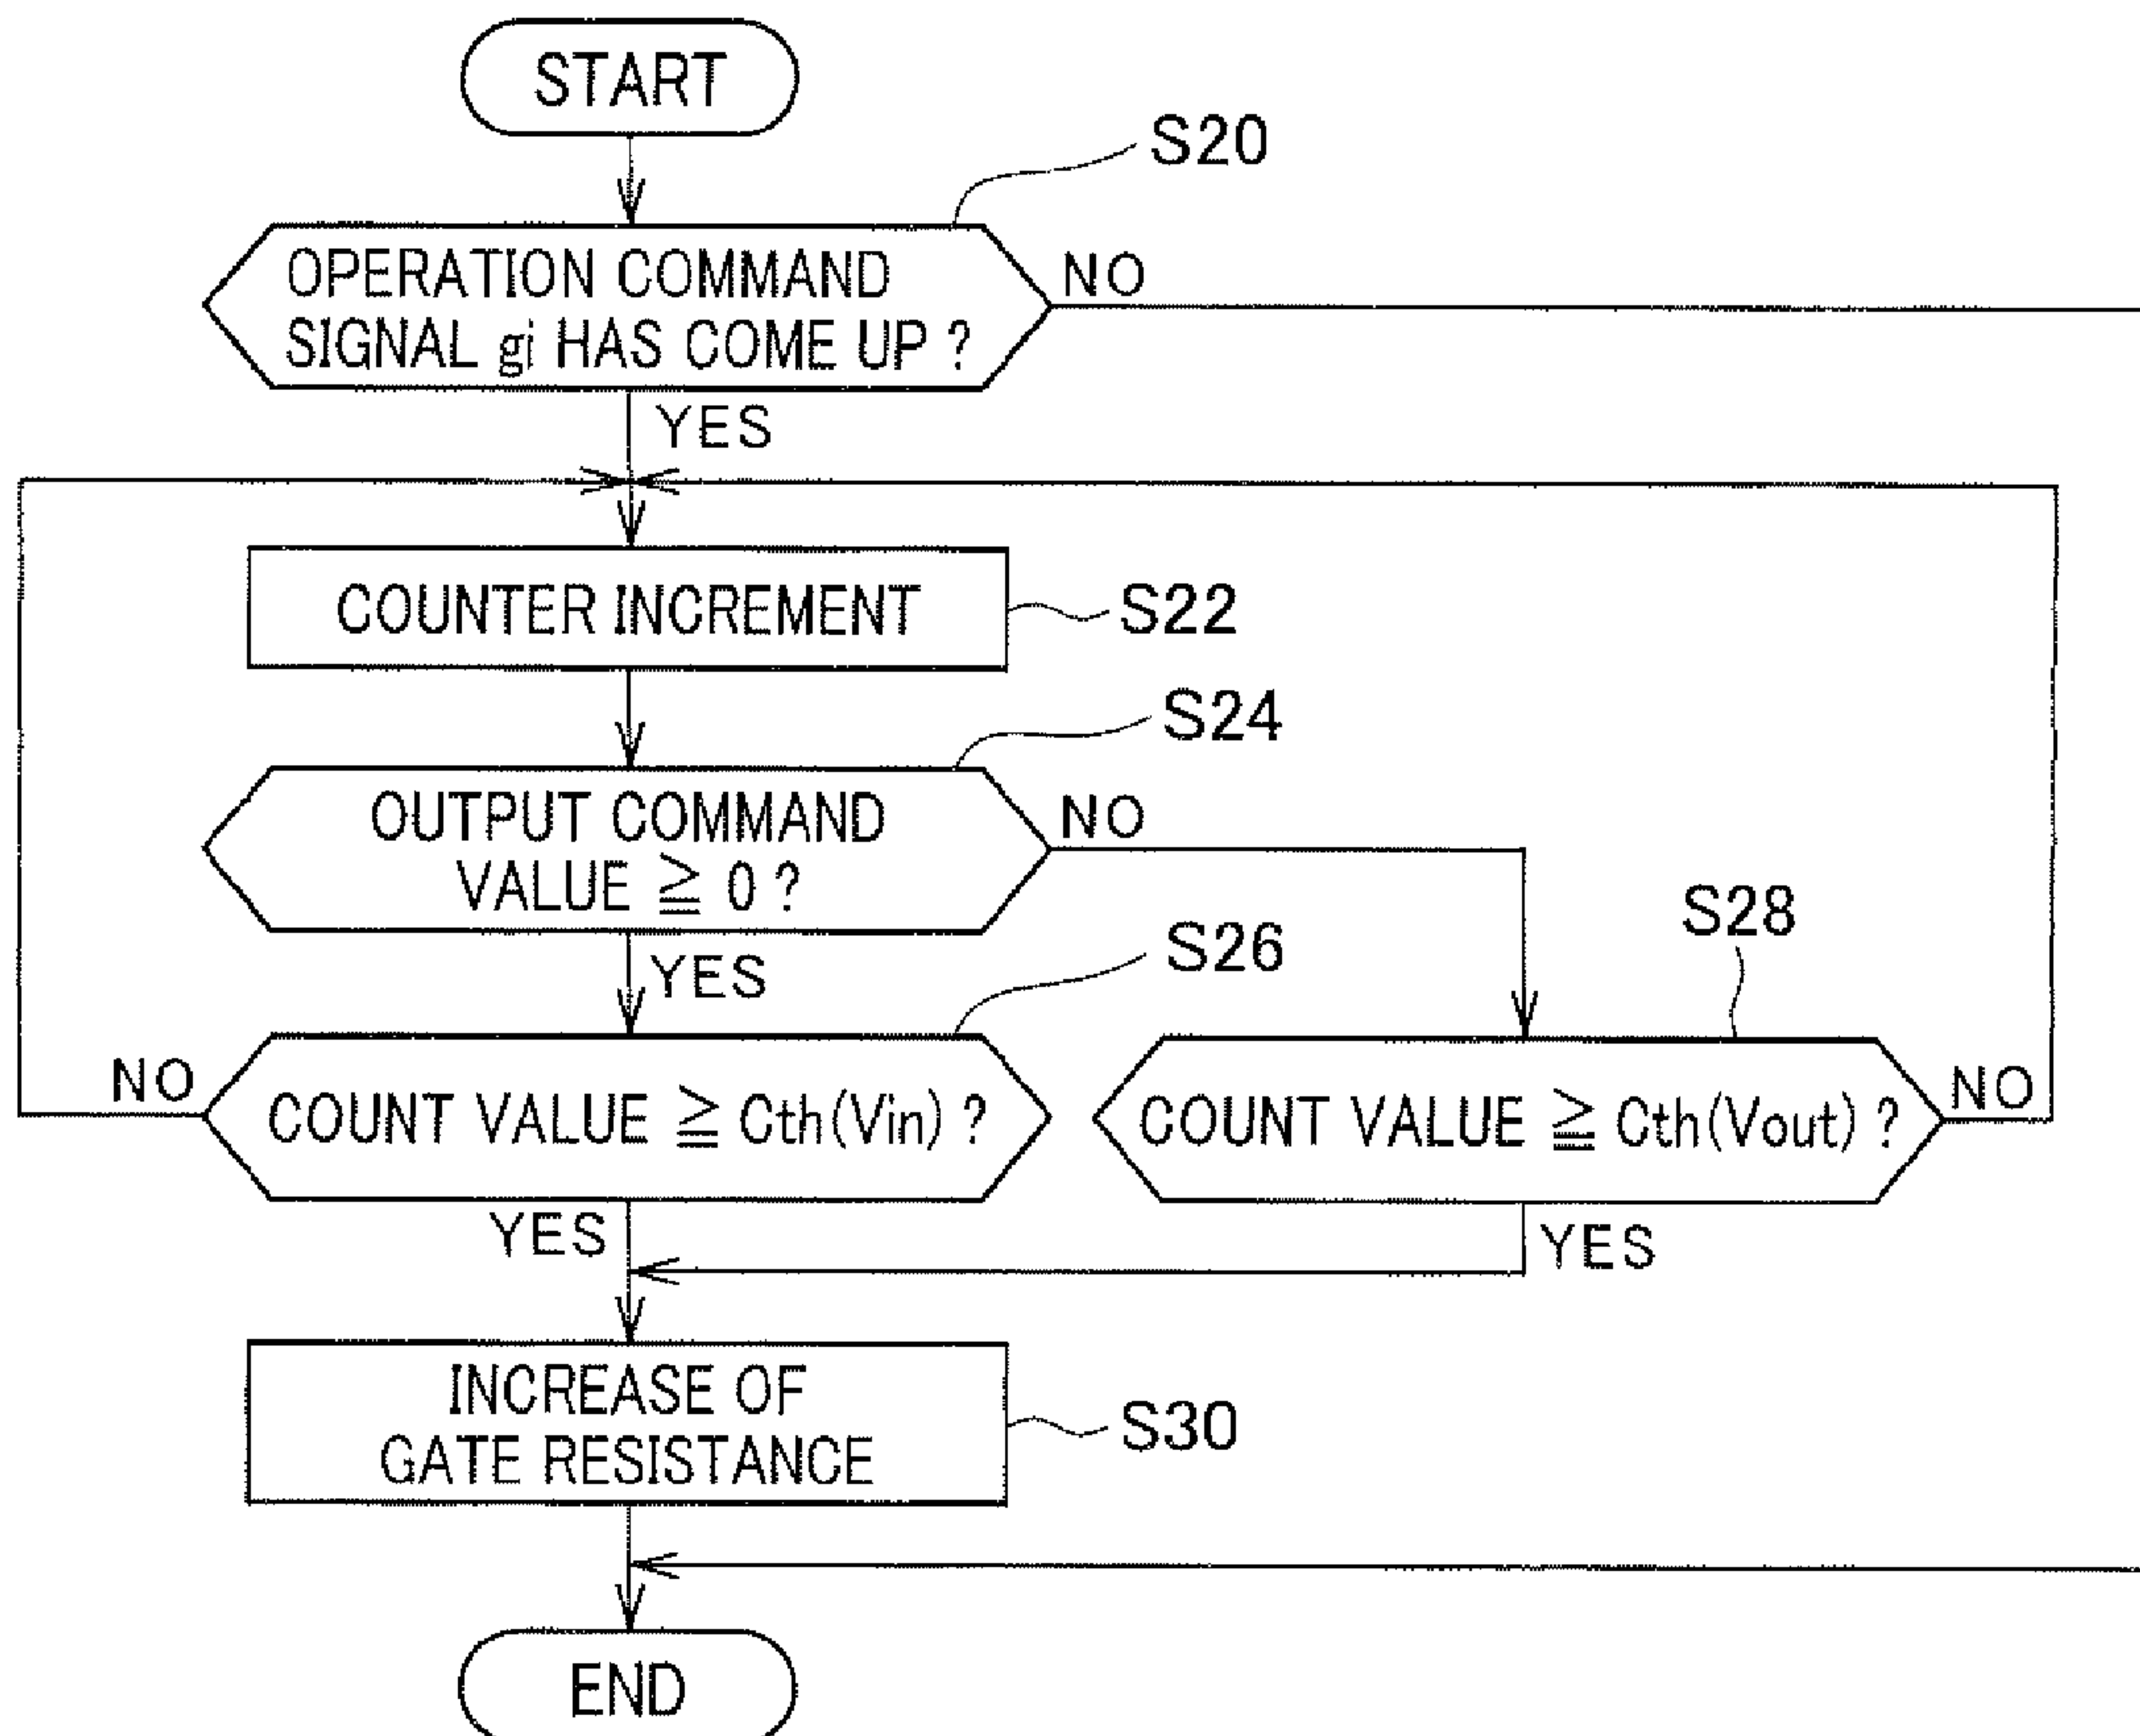 START
S20
OPERATION COMMAND
SIGNAL gj HAS COME UP ?
NO
YES
COUNTER INCREMENT
S22
S24
OUTPUT COMMAND
VALUE ≧ 0 ?
NO
YES
S26
S28
NO
COUNT VALUE ≧ Cth(Vin) ?
COUNT VALUE ≧ Cth(Vout) ?
NO
YES
YES
INCREASE OF
GATE RESISTANCE
S30
END